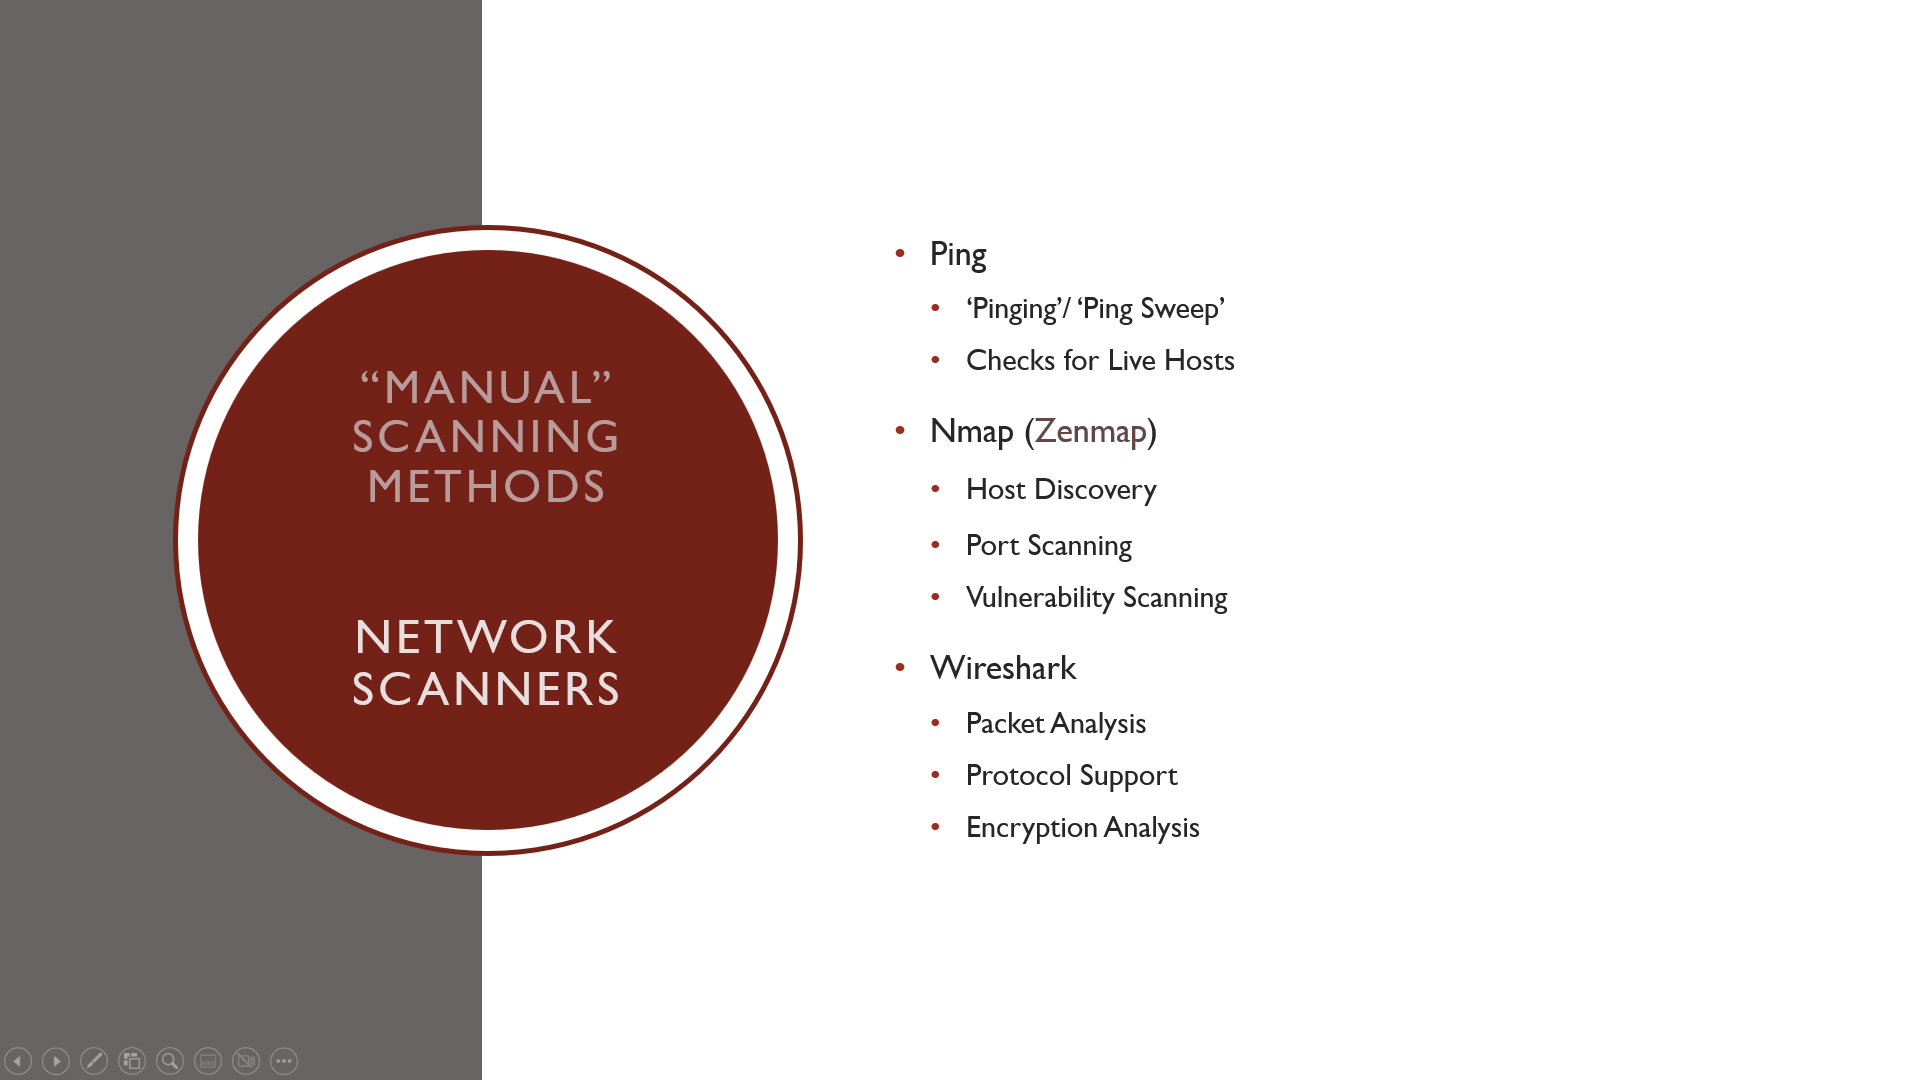 “MANUAL”
SCANNING
METHODS
NETWORK
SCANNERS
• Ping
• ‘Pinging’/ ‘Ping Sweep’
• Checks for Live Hosts
• Nmap (Zenmap)
• Host Discovery
• Port Scanning
• Vulnerability Scanning
• Wireshark
• Packet Analysis
• Protocol Support
• Encryption Analysis